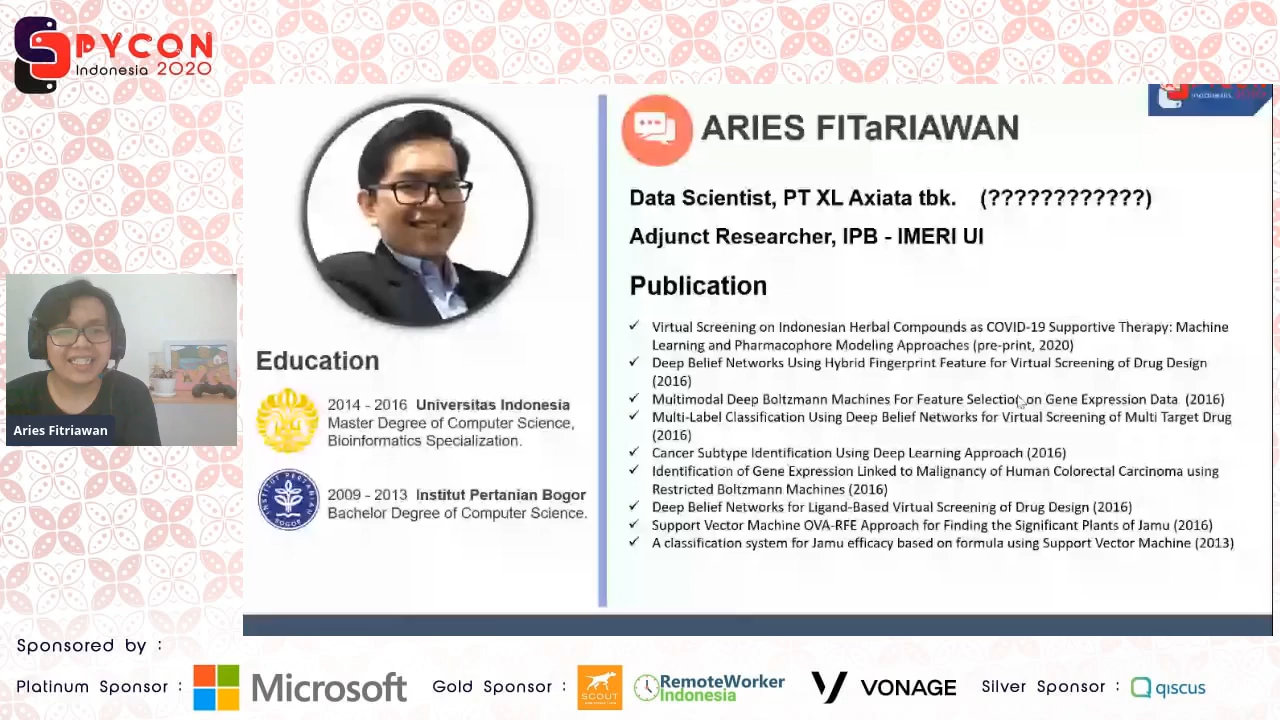 PYCON
Indonesia 2020
ARIES FITaRIAWAN
Data Scientist, PT XL Axiata tbk. (????????????)
Adjunct Researcher, IPB - IMERI UI
Publication
✓ Virtual Screening on Indonesian Herbal Compounds as COVID-19 Supportive Therapy: Machine
Learning and Pharmacophore Modeling Approaches (pre-print, 2020)
✓ Deep Belief Networks Using Hybrid Fingerprint Feature for Virtual Screening of Drug Design
(2016)
✓ Multimodal Deep Boltzmann Machines For Feature Selection on Gene Expression Data (2016)
✓ Multi-Label Classification Using Deep Belief Networks for Virtual Screening of Multi Target Drug
(2016)
✓ Cancer Subtype Identification Using Deep Learning Approach (2016)
✓ Identification of Gene Expression Linked to Malignancy of Human Colorectal Carcinoma using
Restricted Boltzmann Machines (2016)
✓ Deep Belief Networks for Ligand-Based Virtual Screening of Drug Design (2016)
✓ Support Vector Machine OVA-RFE Approach for Finding the Significant Plants of Jamu (2016)
✓ A classification system for Jamu efficacy based on formula using Support Vector Machine (2013)
Education
2014 - 2016 Universitas Indonesia
Master Degree of Computer Science,
Bioinformatics Specialization.
INSTITUT PERTANIAN BOGOR
2009 - 2013 Institut Pertanian Bogor
Bachelor Degree of Computer Science.
Aries Fitriawan
Sponsored by :
Platinum Sponsor :
Microsoft
Gold Sponsor :
SCOUT
RemoteWorker
Indonesia
VONAGE
Silver Sponsor :
qiscus